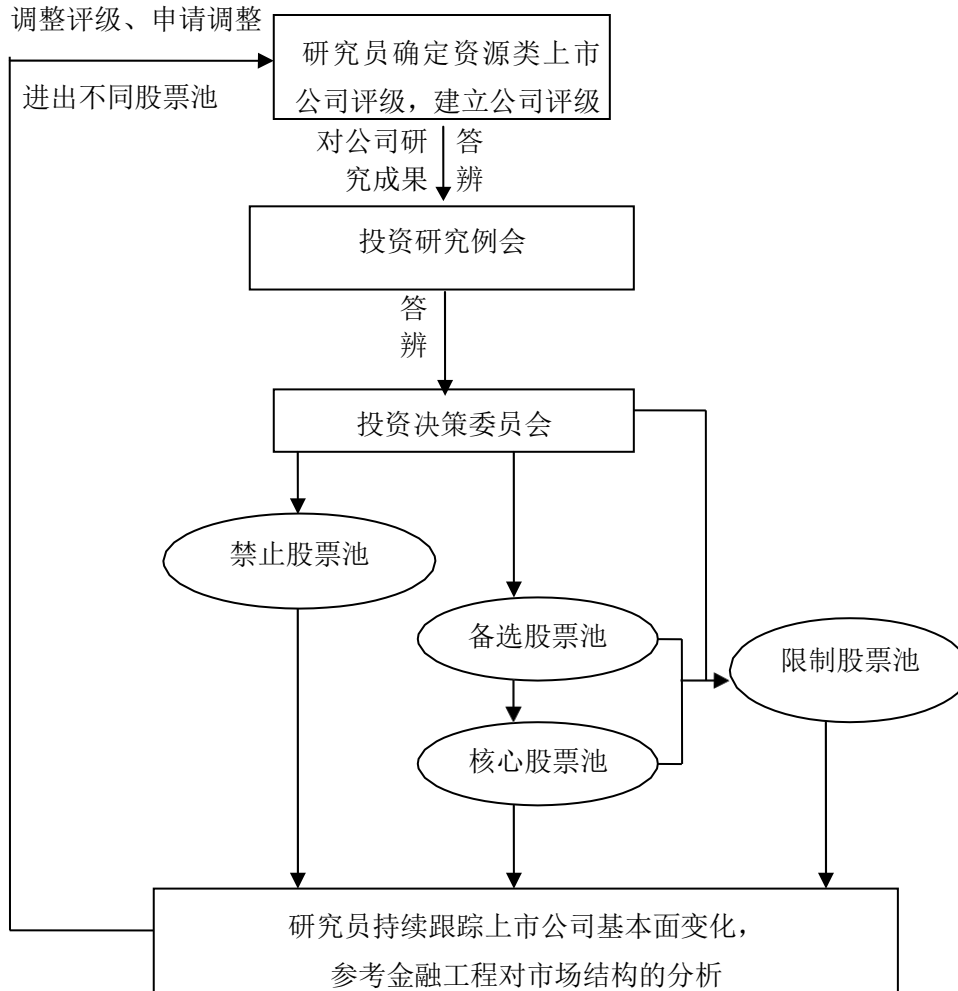 调整评级、申请调整
进出不同股票池
研究员确定资源类上市
公司评级，建立公司评级
对公司研
究成果
答
辨
投资研究例会
答
辨
投资决策委员会
禁止股票池
备选股票池
限制股票池
核心股票池
研究员持续跟踪上市公司基本面变化，
参考金融工程对市场结构的分析